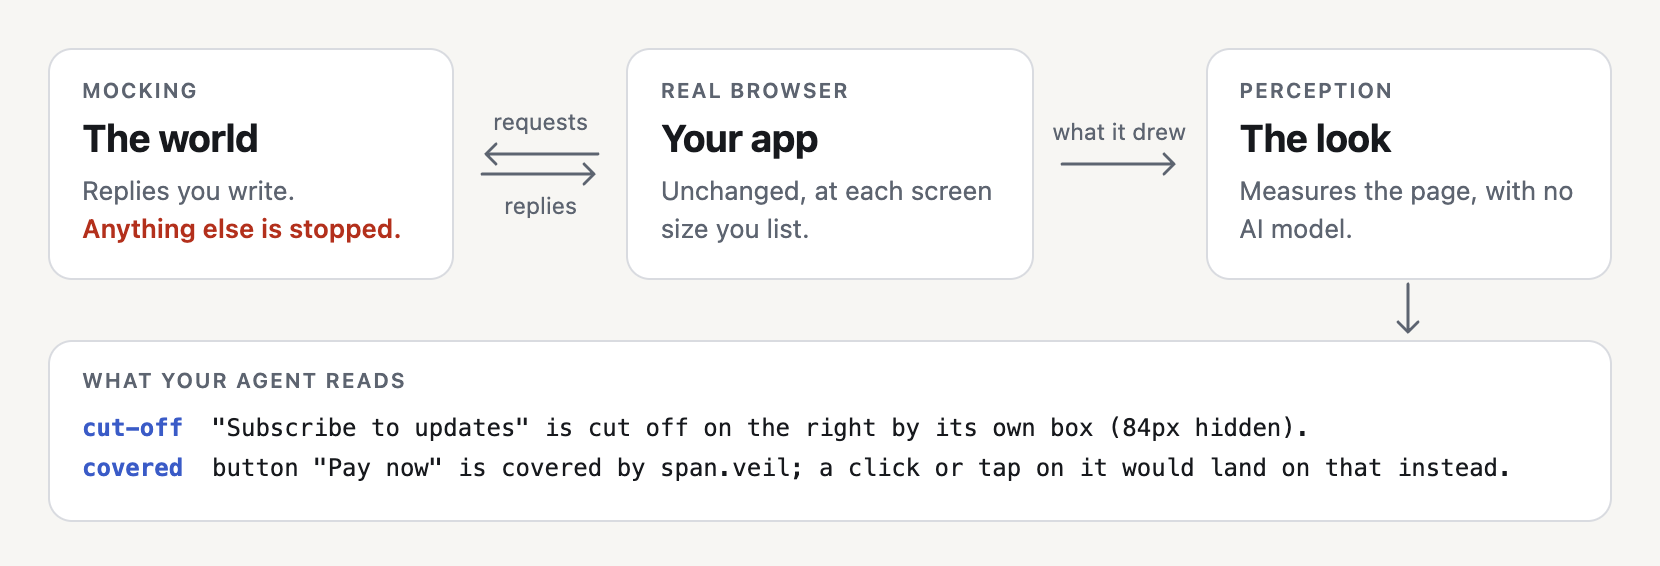 MOCKING
The world
Replies you write.
Anything else is stopped.
requests
replies
REAL BROWSER
Your app
Unchanged, at each screen
size you list.
what it drew
PERCEPTION
The look
Measures the page, with no
AI model.
WHAT YOUR AGENT READS
cut-off "Subscribe to updates" is cut off on the right by its own box (84px hidden).
covered button "Pay now" is covered by span.veil; a click or tap on it would land on that instead.